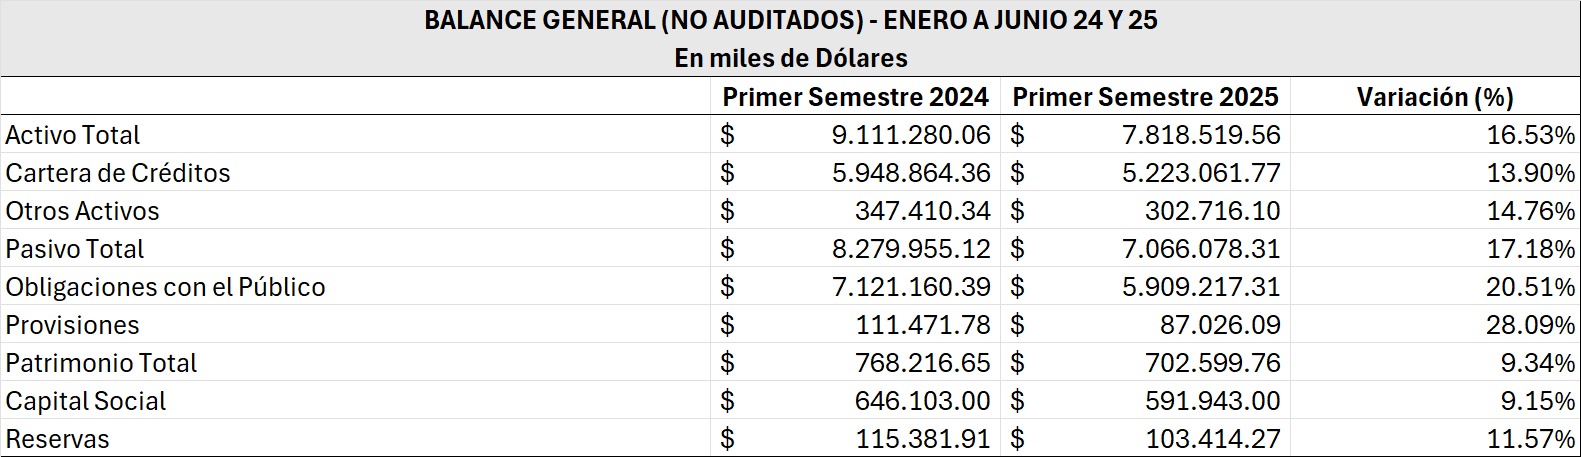 BALANCE GENERAL (NO AUDITADOS) - ENERO A JUNIO 24 Y 25
En miles de Dólares
Primer Semestre 2024 Primer Semestre 2025 Variación (%)
Activo Total $ 9.111.280.06 $ 7.818.519.56 16.53%
Cartera de Créditos $ 5.948.864.36 $ 5.223.061.77 13.90%
Otros Activos $ 347.410.34 $ 302.716.10 14.76%
Pasivo Total $ 8.279.955.12 $ 7.066.078.31 17.18%
Obligaciones con el Público $ 7.121.160.39 $ 5.909.217.31 20.51%
Provisiones $ 111.471.78 $ 87.026.09 28.09%
Patrimonio Total $ 768.216.65 $ 702.599.76 9.34%
Capital Social $ 646.103.00 $ 591.943.00 9.15%
Reservas $ 115.381.91 $ 103.414.27 11.57%